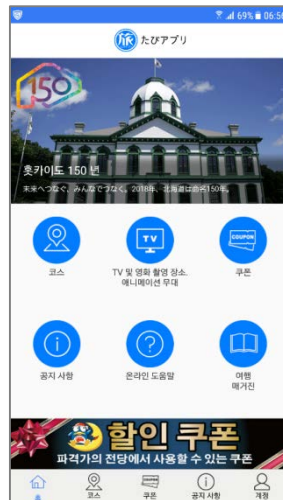 69% 06:56
たびアプリ
150
홋카이도 150 년
未来へつなぐ、みんなでつなぐ。2018年、北海道は命名150年。
코스
TV
TV 및 영화 촬영 장소.
애니메이션 무대
COUPON
쿠폰
공지 사항
온라인 도움말
여행
매거진
할인 쿠폰
파격가의 전당에서 사용할 수 있는 쿠폰
홈
코스
쿠폰
공지 사항
계정